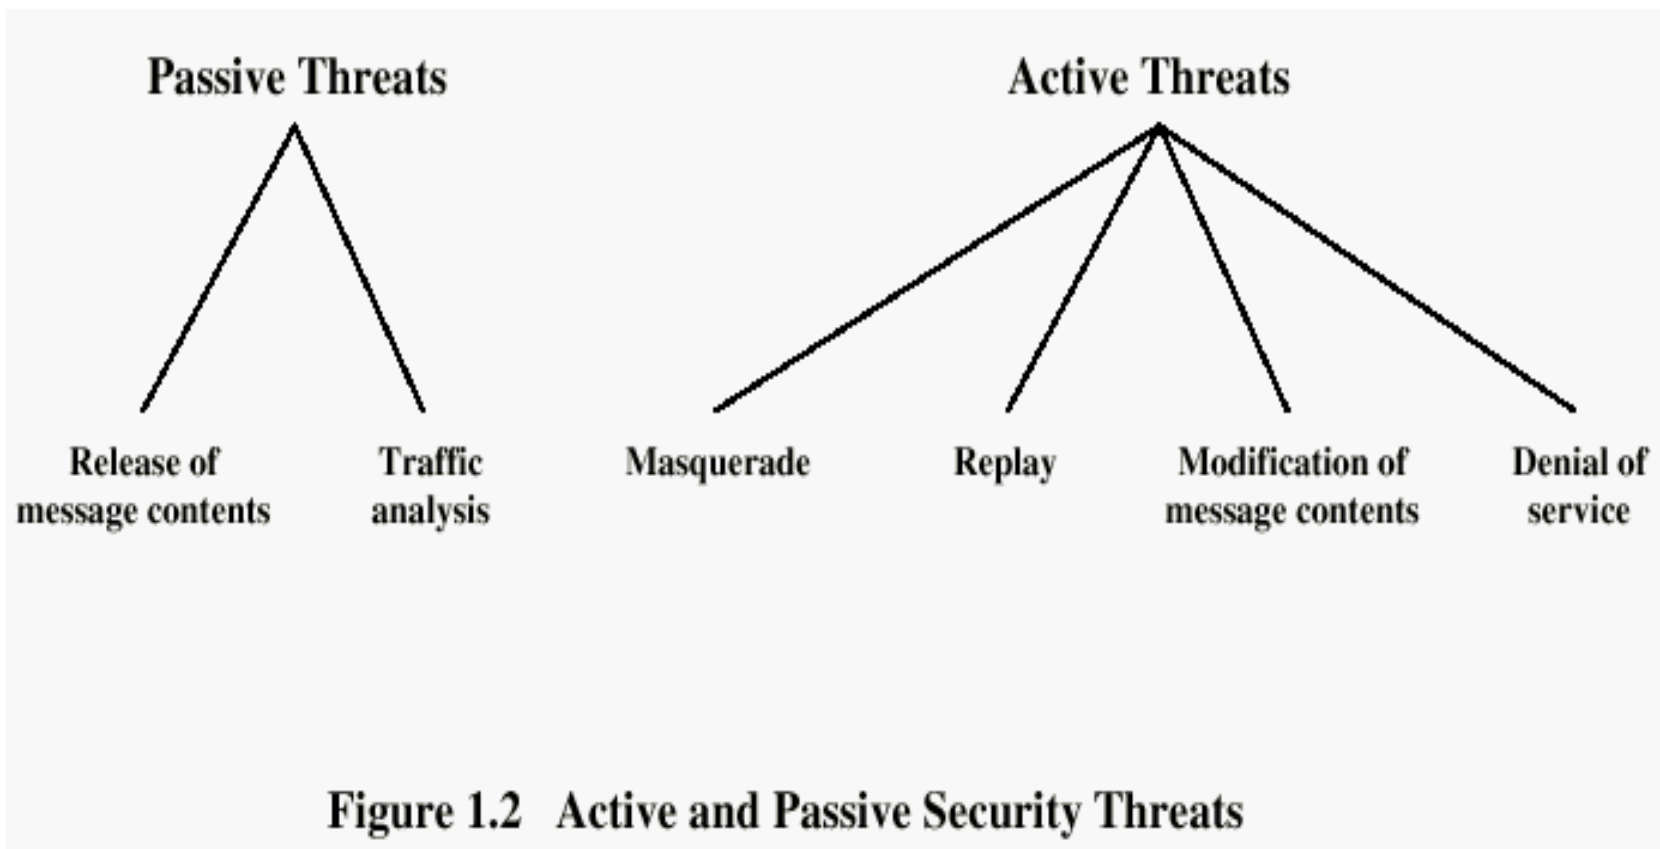 Passive Threats
Active Threats
Release of
message contents
Traffic
analysis
Masquerade
Replay
Modification of
message contents
Denial of
service
Figure 1.2 Active and Passive Security Threats